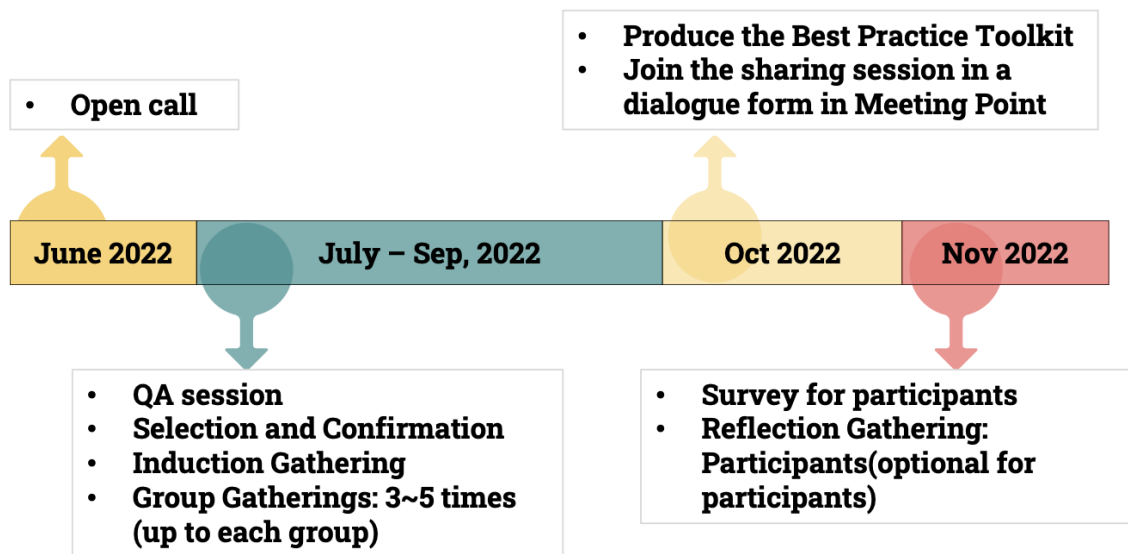 • Open call
• Produce the Best Practice Toolkit
• Join the sharing session in a
dialogue form in Meeting Point
June 2022
July – Sep, 2022
Oct 2022
Nov 2022
• QA session
• Selection and Confirmation
• Induction Gathering
• Group Gatherings: 3~5 times
(up to each group)
• Survey for participants
• Reflection Gathering:
Participants(optional for
participants)